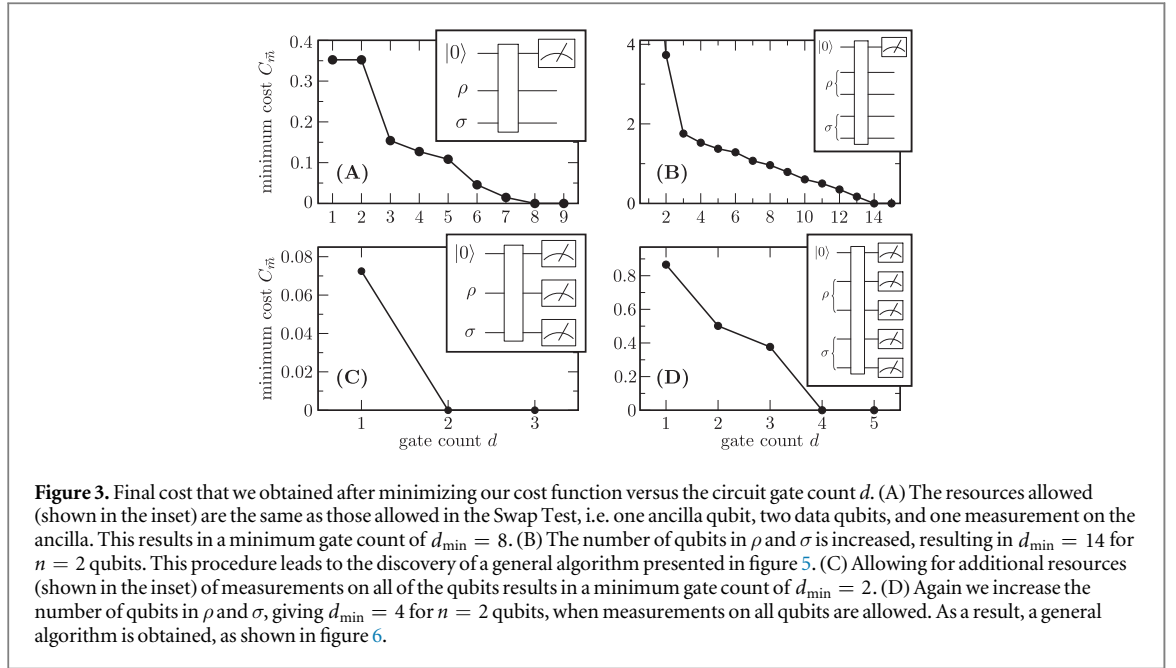 0.4
0.3
0.2
0.1
0
minimum cost C_m⃗
(A)
1 2 3 4 5 6 7 8 9
|0⟩
ρ
σ
4
2
0
(B)
2 4 6 8 10 12 14
|0⟩
ρ
σ
0.08
0.06
0.04
0.02
0
minimum cost C_m⃗
(C)
1 2 3
gate count d
|0⟩
ρ
σ
0.8
0.6
0.4
0.2
0
(D)
1 2 3 4 5
gate count d
|0⟩
ρ
σ
Figure 3. Final cost that we obtained after minimizing our cost function versus the circuit gate count d. (A) The resources allowed
(shown in the inset) are the same as those allowed in the Swap Test, i.e. one ancilla qubit, two data qubits, and one measurement on the
ancilla. This results in a minimum gate count of d_min = 8. (B) The number of qubits in ρ and σ is increased, resulting in d_min = 14 for
n = 2 qubits. This procedure leads to the discovery of a general algorithm presented in figure 5. (C) Allowing for additional resources
(shown in the inset) of measurements on all of the qubits results in a minimum gate count of d_min = 2. (D) Again we increase the
number of qubits in ρ and σ, giving d_min = 4 for n = 2 qubits, when measurements on all qubits are allowed. As a result, a general
algorithm is obtained, as shown in figure 6.